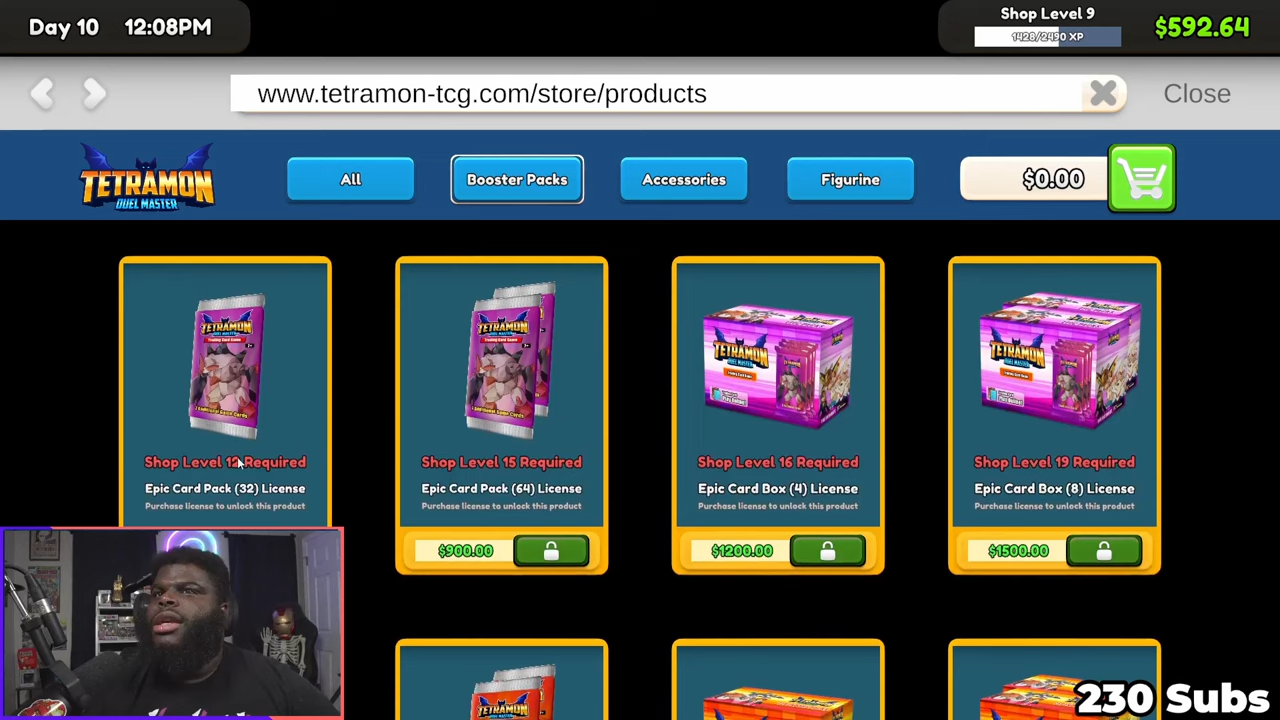 Day 10 12:08PM
Shop Level 9
1428/2490 XP
$592.64
www.tetramon-tcg.com/store/products
Close
TETRAMON
DUEL MASTER
All
Booster Packs
Accessories
Figurine
$0.00
TETRAMON
TETRAMON
TETRAMON
TETRAMON
Shop Level 12 Required
Shop Level 15 Required
Shop Level 16 Required
Shop Level 19 Required
Epic Card Pack (32) License
Epic Card Pack (64) License
Epic Card Box (4) License
Epic Card Box (8) License
Purchase license to unlock this product
Purchase license to unlock this product
Purchase license to unlock this product
Purchase license to unlock this product
$900.00
$1200.00
$1500.00
230 Subs